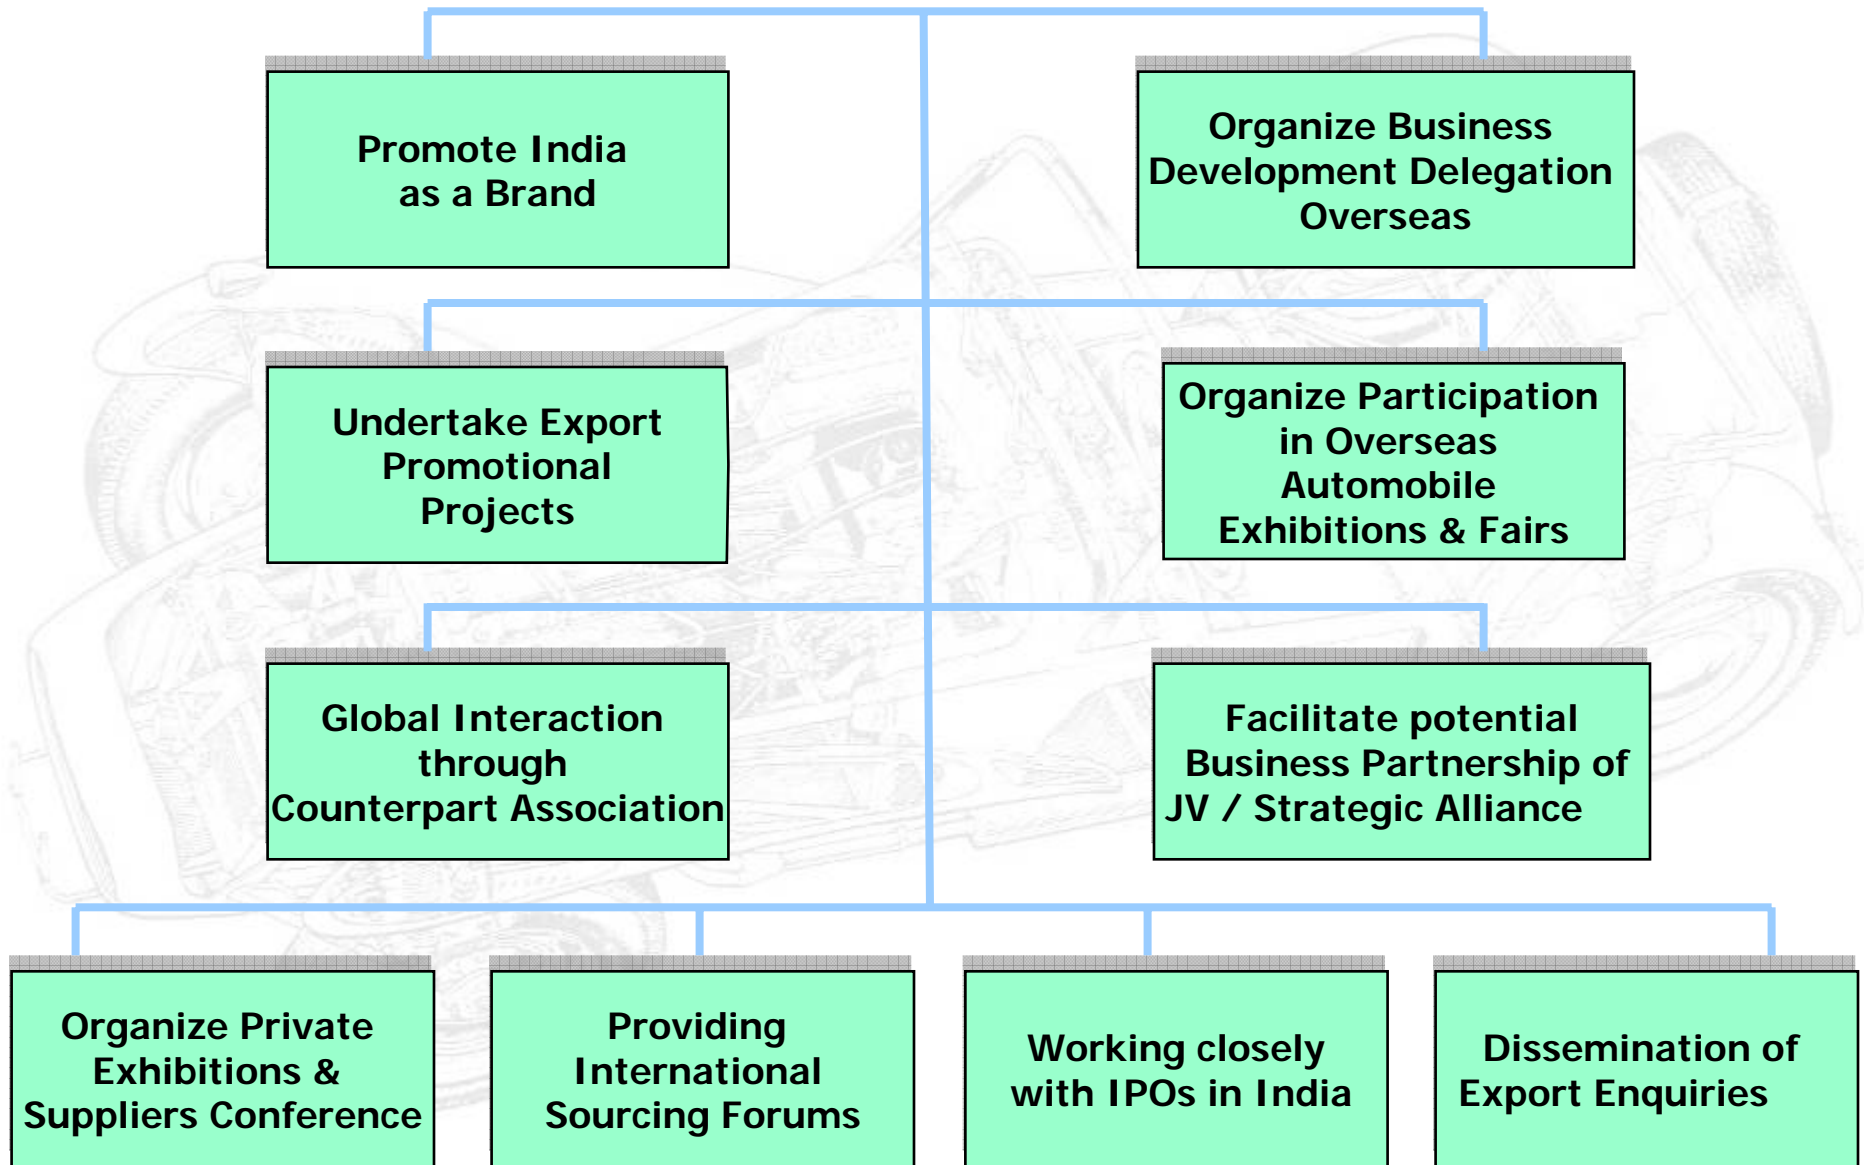 Promote India
as a Brand
Organize Business
Development Delegation
Overseas
Undertake Export
Promotional
Projects
Organize Participation
in Overseas
Automobile
Exhibitions & Fairs
Global Interaction
through
Counterpart Association
Facilitate potential
Business Partnership of
JV / Strategic Alliance
Organize Private
Exhibitions &
Suppliers Conference
Providing
International
Sourcing Forums
Working closely
with IPOs in India
Dissemination of
Export Enquiries